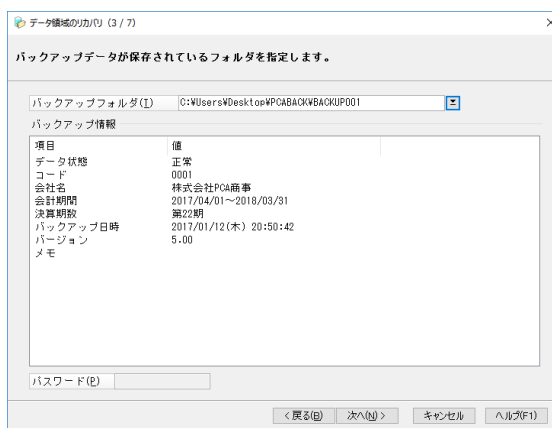 データ領域のリカバリ (3 / 7)
バックアップデータが保存されているフォルダを指定します。
バックアップフォルダ(I) C:¥Users¥Desktop¥PCABACK¥BACKUP001
バックアップ情報
項目 値
データ状態 正常
コード 0001
会社名 株式会社PCA商事
会計期間 2017/04/01～2018/03/31
決算期数 第22期
バックアップ日時 2017/01/12(木) 20:50:42
バージョン 5.00
メモ
パスワード(P)
< 戻る(B) 次へ(N) > キャンセル ヘルプ(F1)